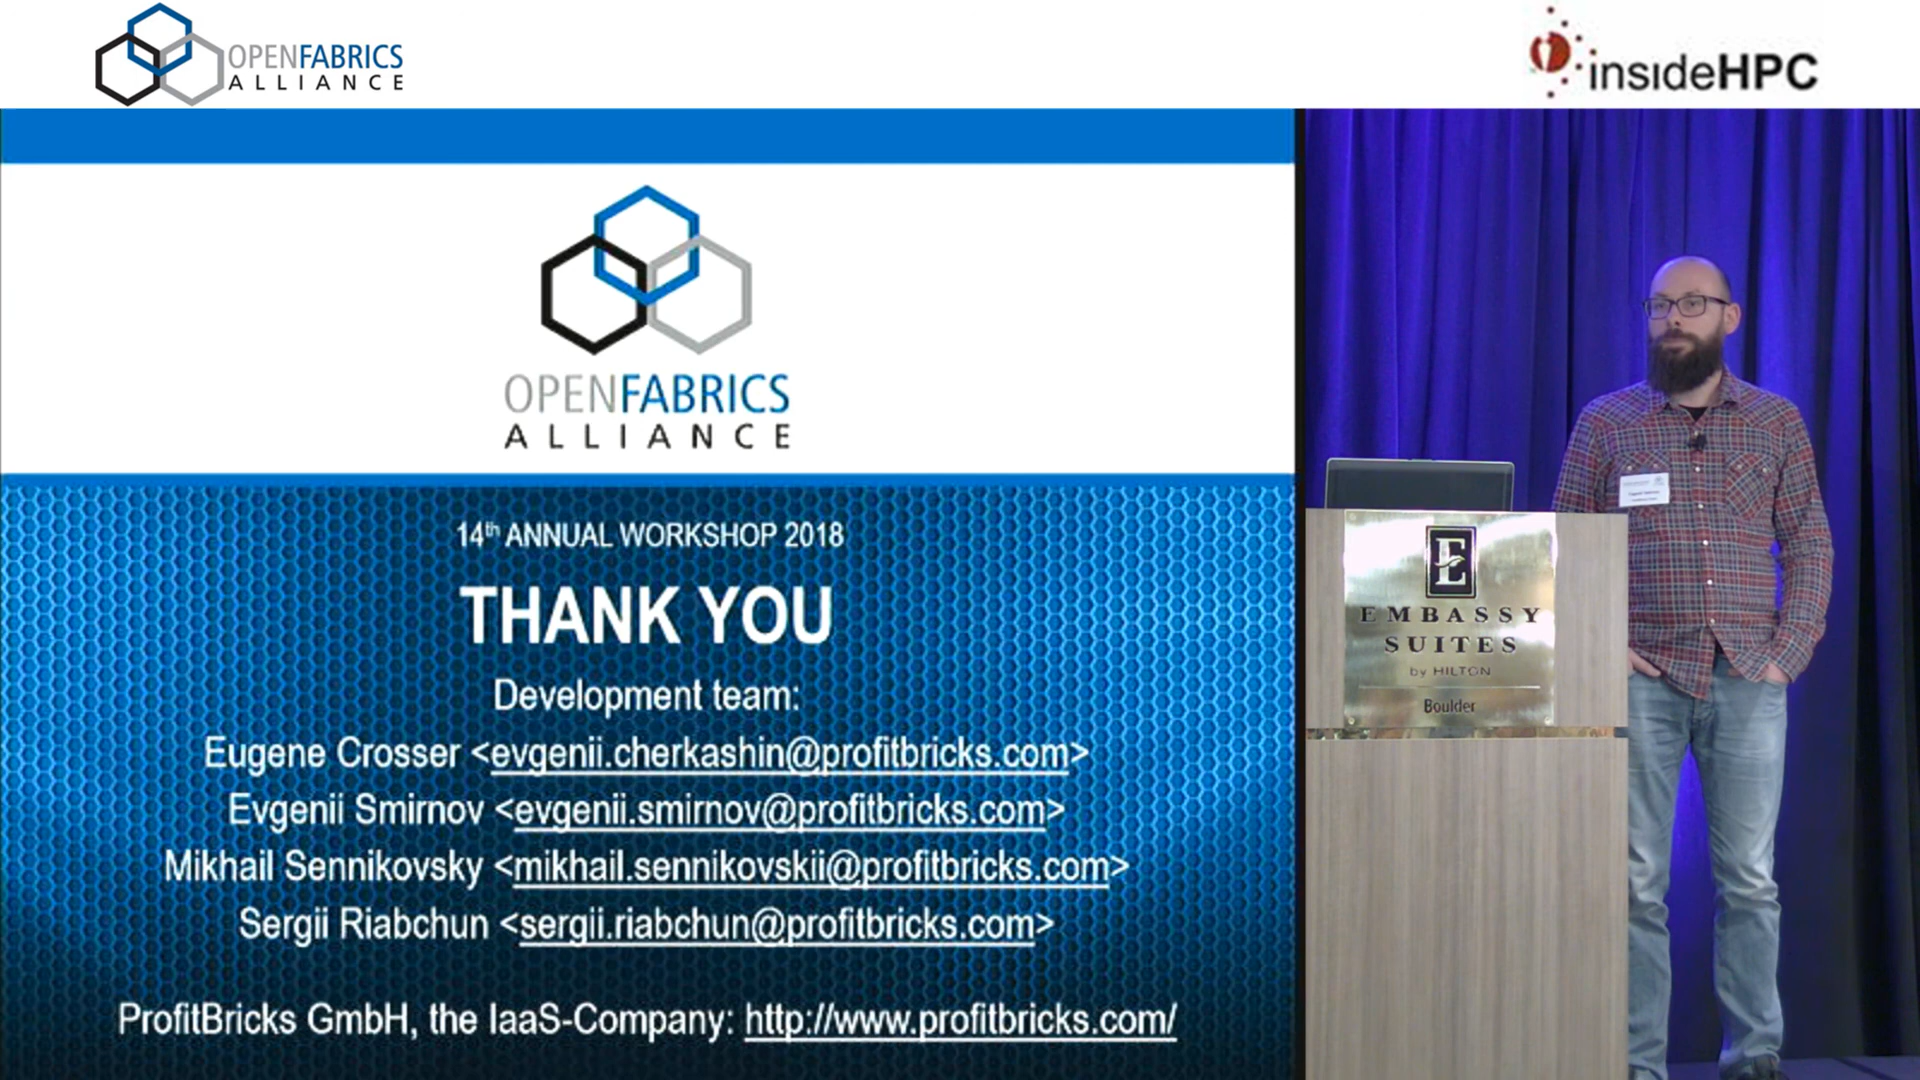 OPENFABRICS
ALLIANCE
insideHPC
OPENFABRICS
ALLIANCE
14th ANNUAL WORKSHOP 2018
THANK YOU
Development team:
Eugene Crosser <evgenii.cherkashin@profitbricks.com>
Evgenii Smirnov <evgenii.smirnov@profitbricks.com>
Mikhail Sennikovsky <mikhail.sennikovskii@profitbricks.com>
Sergii Riabchun <sergii.riabchun@profitbricks.com>
ProfitBricks GmbH, the IaaS-Company: http://www.profitbricks.com/
E
EMBASSY
SUITES
by HILTON
Boulder